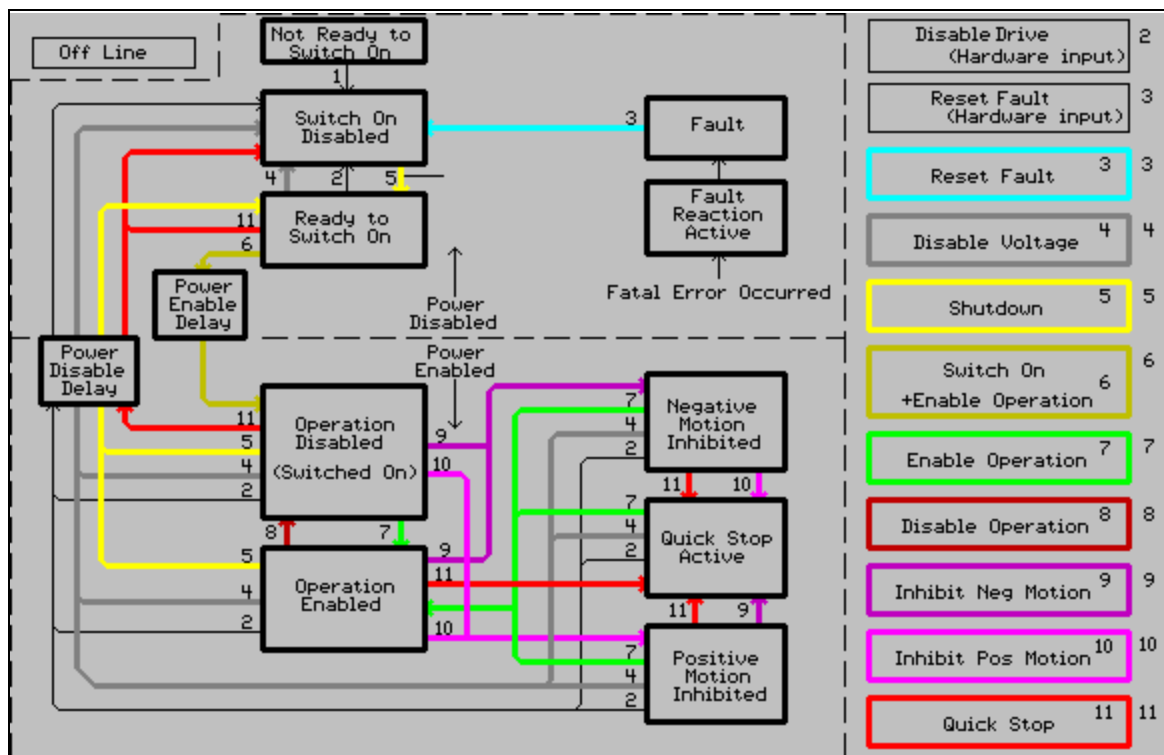 Off Line
Not Ready to
Switch On
1
Switch On
Disabled
3
Fault
4
2
5
Ready to
Switch On
11
6
Fault
Reaction
Active
Power
Enable
Delay
Power
Disabled
Fatal Error Occurred
Power
Disable
Delay
Power
Enabled
Operation
Disabled
(Switched On)
11
5
4
2
9
10
Negative
Motion
Inhibited
7
4
2
11
10
8
7
Quick Stop
Active
7
4
2
Operation
Enabled
5
4
2
9
11
10
11
9
Positive
Motion
Inhibited
7
4
2
Disable Drive
(Hardware input)
2
Reset Fault
(Hardware input)
3
Reset Fault 3
3
Disable Voltage 4
4
Shutdown 5
5
Switch On
+Enable Operation 6
6
Enable Operation 7
7
Disable Operation 8
8
Inhibit Neg Motion 9
9
Inhibit Pos Motion 10
10
Quick Stop 11
11